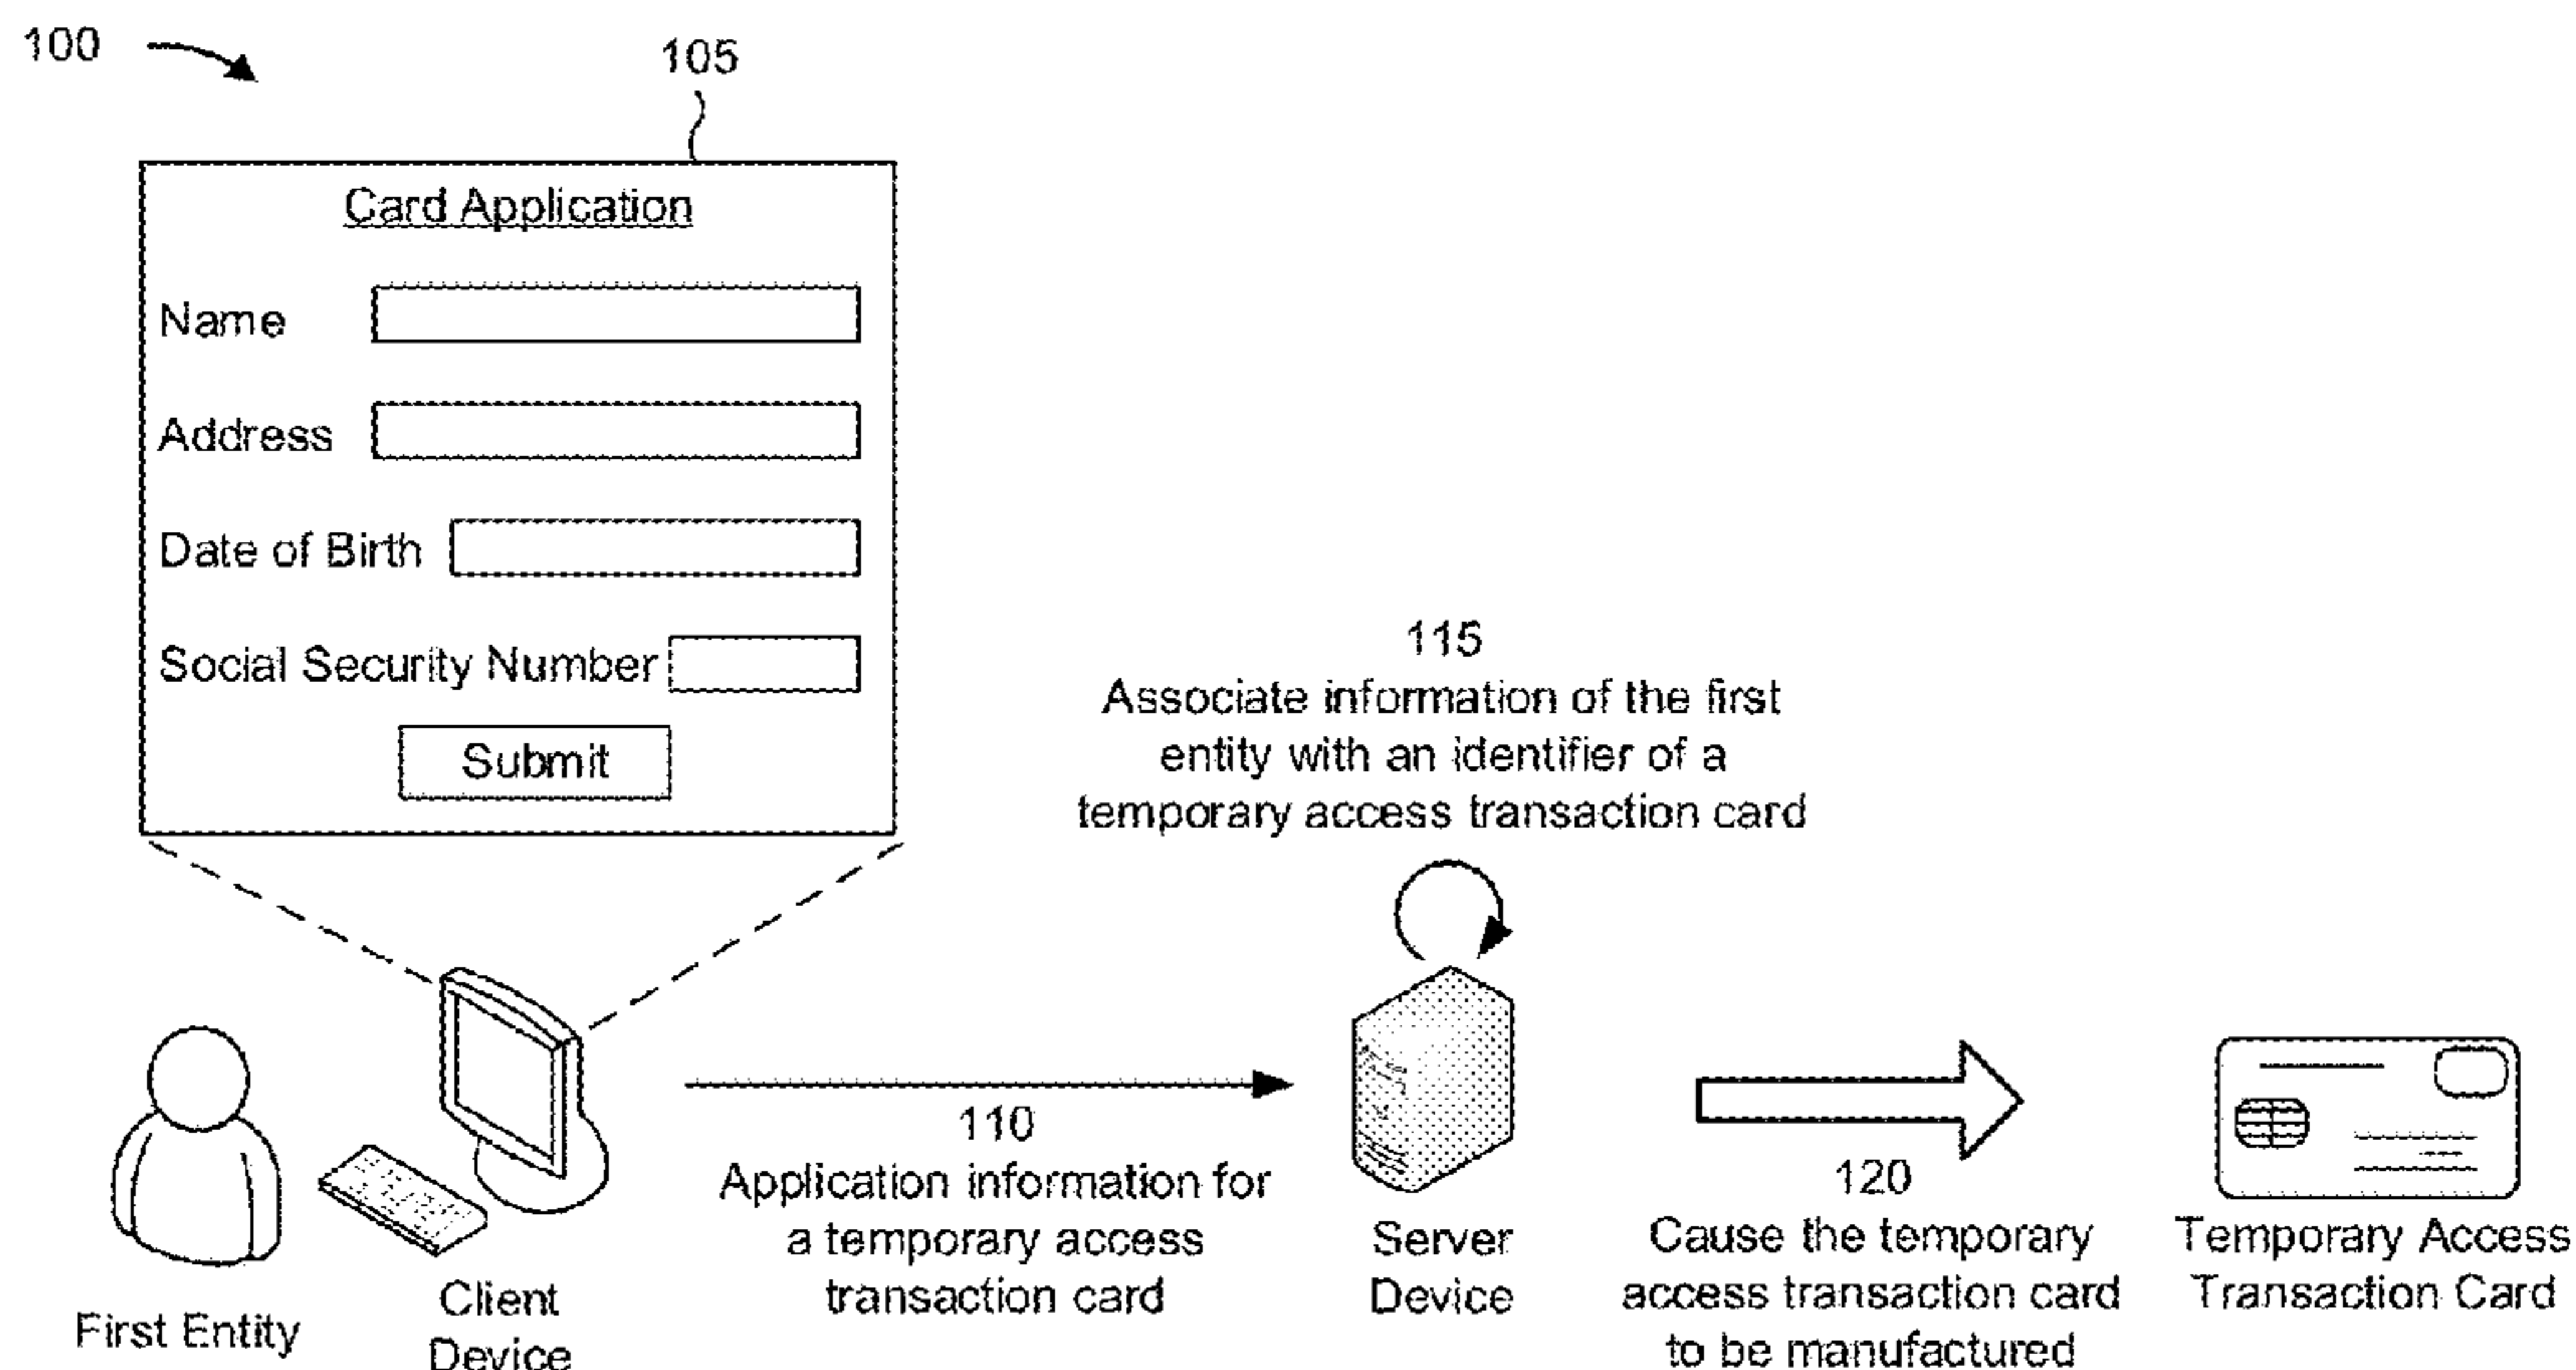 100
105
Card Application
Name
Address
Date of Birth
Social Security Number
Submit
115
Associate information of the first
entity with an identifier of a
temporary access transaction card
110
Application information for
a temporary access
transaction card
120
Cause the temporary
access transaction card
to be manufactured
First Entity
Client
Device
Server
Device
Temporary Access
Transaction Card